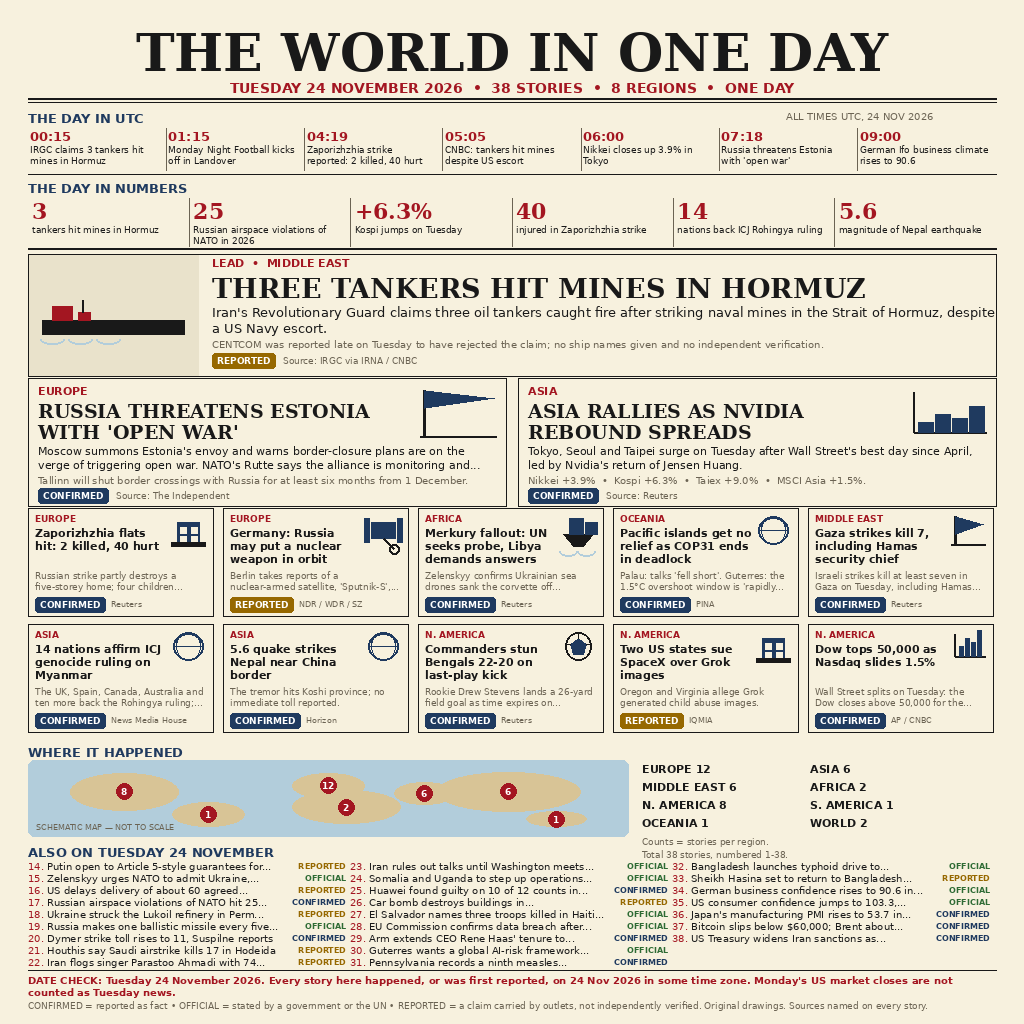 THE WORLD IN ONE DAY
TUESDAY 24 NOVEMBER 2026 • 38 STORIES • 8 REGIONS • ONE DAY
THE DAY IN UTC
ALL TIMES UTC, 24 NOV 2026
00:15
IRGC claims 3 tankers hit
mines in Hormuz
01:15
Monday Night Football kicks
off in Landover
04:19
Zaporizhzhia strike
reported: 2 killed, 40 hurt
05:05
CNBC: tankers hit mines
despite US escort
06:00
Nikkei closes up 3.9% in
Tokyo
07:18
Russia threatens Estonia
with 'open war'
09:00
German Ifo business climate
rises to 90.6
THE DAY IN NUMBERS
3
tankers hit mines in Hormuz
25
Russian airspace violations of
NATO in 2026
+6.3%
Kospi jumps on Tuesday
40
injured in Zaporizhzhia strike
14
nations back ICJ Rohingya ruling
5.6
magnitude of Nepal earthquake
LEAD • MIDDLE EAST
THREE TANKERS HIT MINES IN HORMUZ
Iran's Revolutionary Guard claims three oil tankers caught fire after striking naval mines in the Strait of Hormuz, despite
a US Navy escort.
CENTCOM was reported late on Tuesday to have rejected the claim; no ship names given and no independent verification.
REPORTED Source: IRGC via IRNA / CNBC
EUROPE
RUSSIA THREATENS ESTONIA
WITH 'OPEN WAR'
Moscow summons Estonia's envoy and warns border-closure plans are on the
verge of triggering open war. NATO's Rutte says the alliance is monitoring and...
Tallinn will shut border crossings with Russia for at least six months from 1 December.
CONFIRMED Source: The Independent
ASIA
ASIA RALLIES AS NVIDIA
REBOUND SPREADS
Tokyo, Seoul and Taipei surge on Tuesday after Wall Street's best day since April,
led by Nvidia's return of Jensen Huang.
Nikkei +3.9% • Kospi +6.3% • Taiex +9.0% • MSCI Asia +1.5%.
CONFIRMED Source: Reuters
EUROPE
Zaporizhzhia flats
hit: 2 killed, 40 hurt
Russian strike partly destroys a
five-storey home; four children...
CONFIRMED Reuters
EUROPE
Germany: Russia
may put a nuclear
weapon in orbit
Berlin takes reports of a
nuclear-armed satellite, 'Sputnik-S',...
REPORTED NDR / WDR / SZ
AFRICA
Merkury fallout: UN
seeks probe, Libya
demands answers
Zelenskyy confirms Ukrainian sea
drones sank the corvette off...
CONFIRMED Reuters
OCEANIA
Pacific islands get no
relief as COP31 ends
in deadlock
Palau: talks 'fell short'. Guterres: the
1.5°C overshoot window is 'rapidly...
CONFIRMED PINA
MIDDLE EAST
Gaza strikes kill 7,
including Hamas
security chief
Israeli strikes kill at least seven in
Gaza on Tuesday, including Hamas...
CONFIRMED Reuters
ASIA
14 nations affirm ICJ
genocide ruling on
Myanmar
The UK, Spain, Canada, Australia and
ten more back the Rohingya ruling;...
CONFIRMED News Media House
ASIA
5.6 quake strikes
Nepal near China
border
The tremor hits Koshi province; no
immediate toll reported.
CONFIRMED Horizon
N. AMERICA
Commanders stun
Bengals 22-20 on
last-play kick
Rookie Drew Stevens lands a 26-yard
field goal as time expires on...
CONFIRMED Reuters
N. AMERICA
Two US states sue
SpaceX over Grok
images
Oregon and Virginia allege Grok
generated child abuse images.
REPORTED IQMIA
N. AMERICA
Dow tops 50,000 as
Nasdaq slides 1.5%
Wall Street splits on Tuesday: the
Dow closes above 50,000 for the...
CONFIRMED AP / CNBC
WHERE IT HAPPENED
8
1
12
2
6
6
1
SCHEMATIC MAP — NOT TO SCALE
EUROPE 12
ASIA 6
MIDDLE EAST 6
AFRICA 2
N. AMERICA 8
S. AMERICA 1
OCEANIA 1
WORLD 2
Counts = stories per region.
Total 38 stories, numbered 1-38.
ALSO ON TUESDAY 24 NOVEMBER
14. Putin open to Article 5-style guarantees for... REPORTED
15. Zelenskyy urges NATO to admit Ukraine,... OFFICIAL
16. US delays delivery of about 60 agreed... REPORTED
17. Russian airspace violations of NATO hit 25... CONFIRMED
18. Ukraine struck the Lukoil refinery in Perm... REPORTED
19. Russia makes one ballistic missile every five... OFFICIAL
20. Dymer strike toll rises to 11, Suspilne reports CONFIRMED
21. Houthis say Saudi airstrike kills 17 in Hodeida REPORTED
22. Iran flogs singer Parastoo Ahmadi with 74... REPORTED
23. Iran rules out talks until Washington meets... OFFICIAL
24. Somalia and Uganda to step up operations... OFFICIAL
25. Huawei found guilty on 10 of 12 counts in... CONFIRMED
26. Car bomb destroys buildings in... REPORTED
27. El Salvador names three troops killed in Haiti... OFFICIAL
28. EU Commission confirms data breach after... OFFICIAL
29. Arm extends CEO Rene Haas' tenure to... CONFIRMED
30. Guterres wants a global AI-risk framework... OFFICIAL
31. Pennsylvania records a ninth measles... CONFIRMED
32. Bangladesh launches typhoid drive to... OFFICIAL
33. Sheikh Hasina set to return to Bangladesh... REPORTED
34. German business confidence rises to 90.6 in... OFFICIAL
35. US consumer confidence jumps to 103.3,... OFFICIAL
36. Japan's manufacturing PMI rises to 53.7 in... CONFIRMED
37. Bitcoin slips below $60,000; Brent about... CONFIRMED
38. US Treasury widens Iran sanctions as... CONFIRMED
DATE CHECK: Tuesday 24 November 2026. Every story here happened, or was first reported, on 24 Nov 2026 in some time zone. Monday's US market closes are not
counted as Tuesday news.
CONFIRMED = reported as fact • OFFICIAL = stated by a government or the UN • REPORTED = a claim carried by outlets, not independently verified. Original drawings. Sources named on every story.